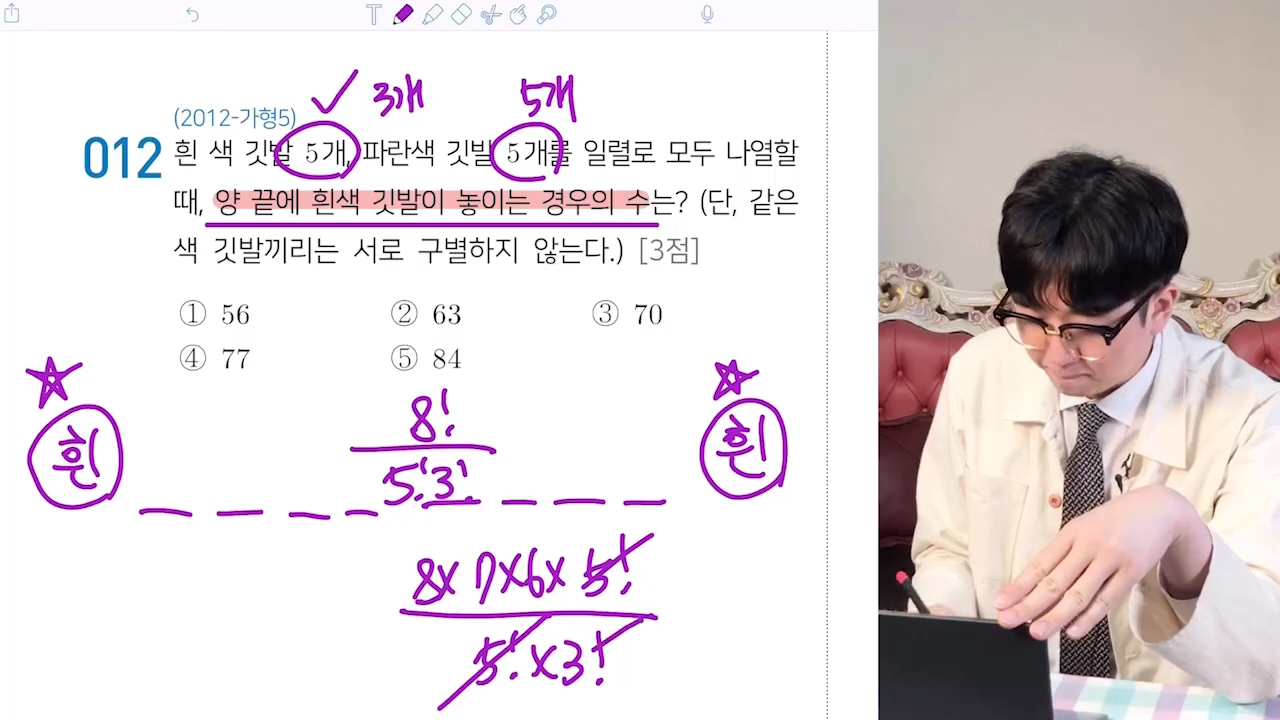 3개 5개
(2012-가형5)
012 흰 색 깃발 5개, 파란색 깃발 5개를 일렬로 모두 나열할
때, 양 끝에 흰색 깃발이 놓이는 경우의 수는? (단, 같은
색 깃발끼리는 서로 구별하지 않는다.) [3점]
① 56 ② 63 ③ 70
④ 77 ⑤ 84
흰 흰
8!
5!3!
8×7×6×5!
5!×3!